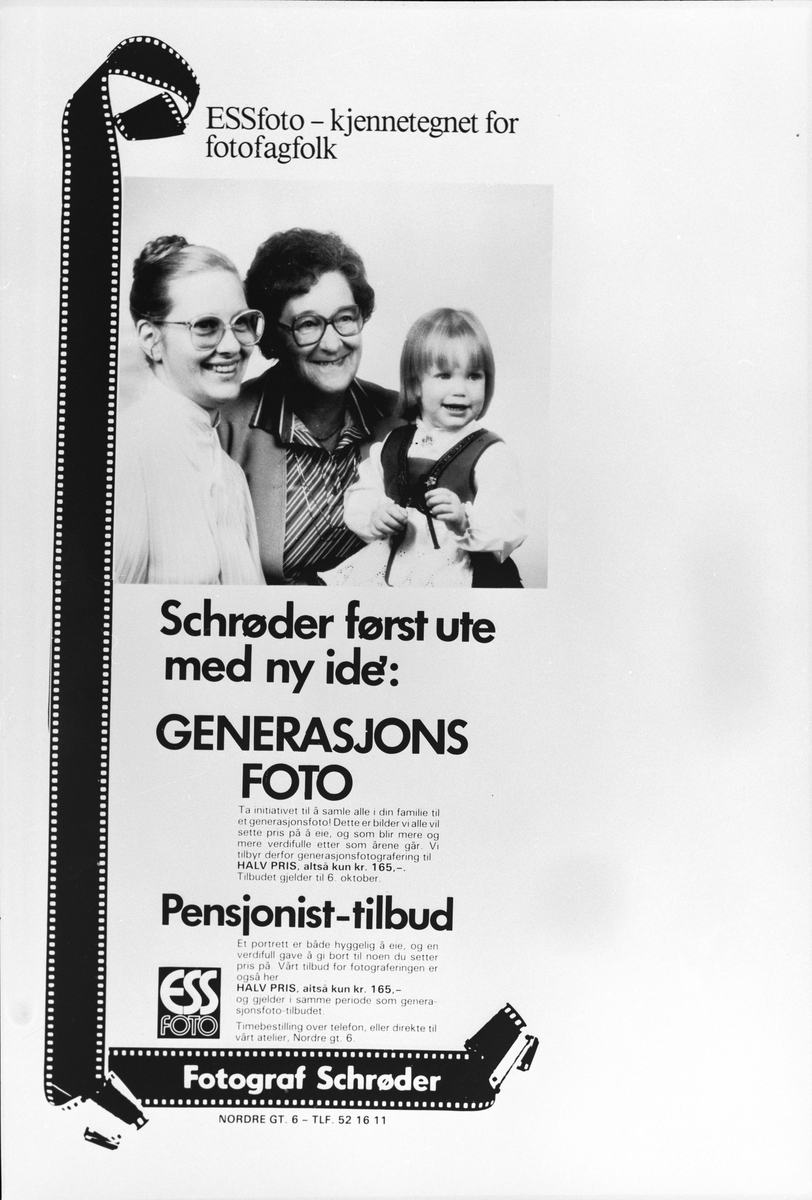 ESSfoto – kjennetegnet for
fotofagfolk
Schrøder først ute
med ny ide':
GENERASJONS
FOTO
Ta initiativet til å samle alle i din familie til
et generasjonsfoto! Dette er bilder vi alle vil
sette pris på å eie, og som blir mere og
mere verdifulle etter som årene går. Vi
tilbyr derfor generasjonsfotografering til
HALV PRIS, altså kun kr. 165,–.
Tilbudet gjelder til 6. oktober.
Pensjonist-tilbud
Et portrett er både hyggelig å eie, og en
verdifull gave å gi bort til noen du setter
pris på. Vårt tilbud for fotograferingen er
også her
HALV PRIS, altså kun kr. 165,–
og gjelder i samme periode som genera-
sjonsfoto-tilbudet.
Timebestilling over telefon, eller direkte til
vårt atelier, Nordre gt. 6.
ESS
FOTO
Fotograf Schrøder
NORDRE GT. 6 – TLF. 52 16 11